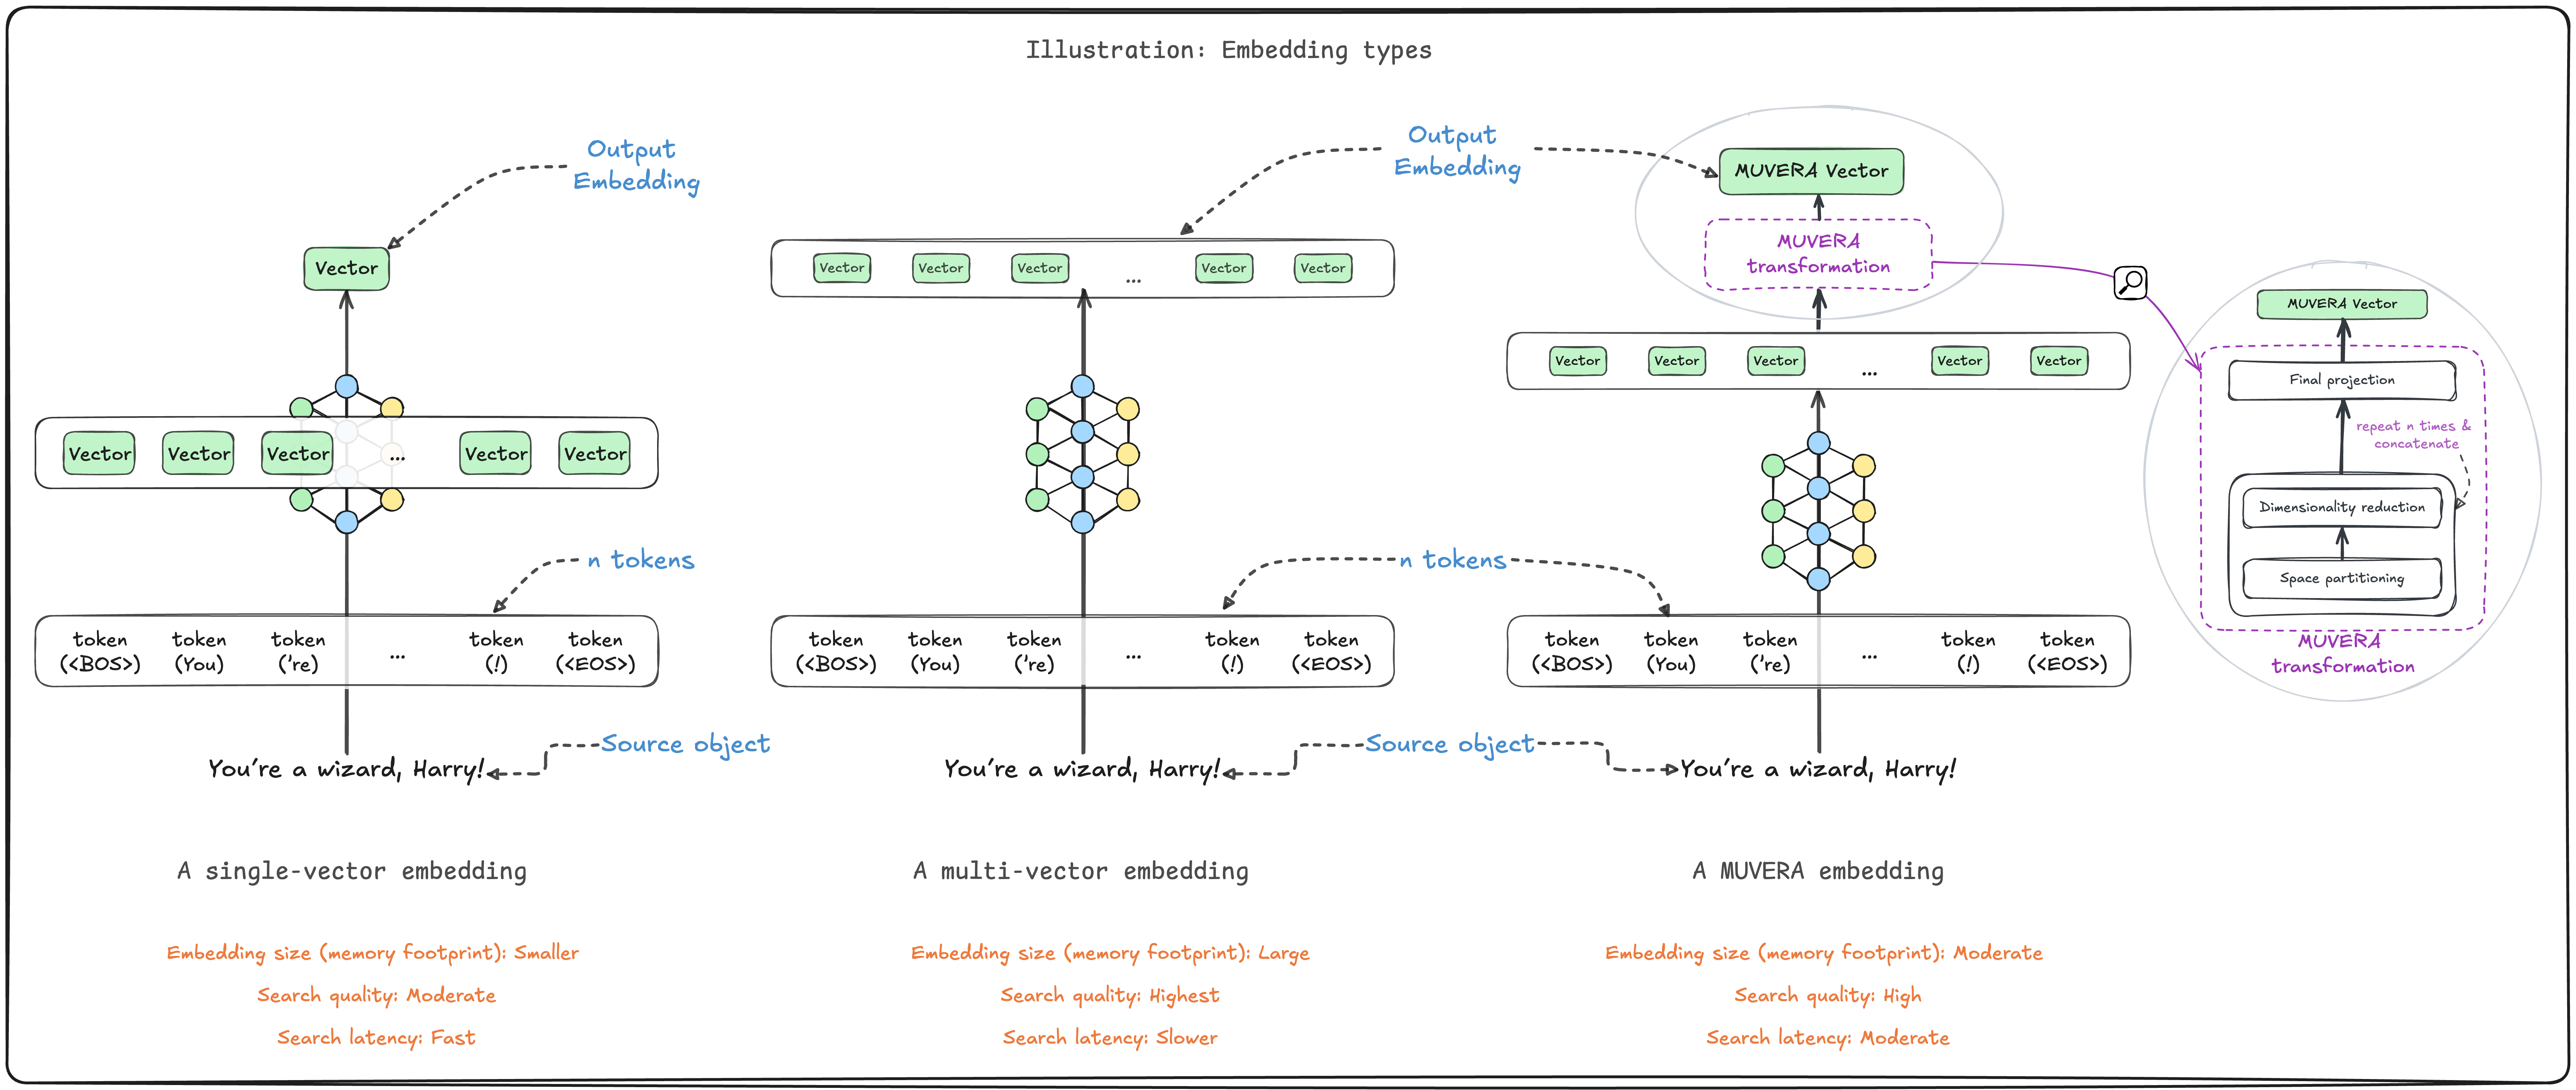 Illustration: Embedding types
Output
Embedding
Vector
Vector Vector Vector ... Vector Vector
n tokens
token token token ... token token
(<BOS>) (You) ('re) (!) (<EOS>)
Source object
You're a wizard, Harry!
A single-vector embedding
Embedding size (memory footprint): Smaller
Search quality: Moderate
Search latency: Fast
Output
Embedding
Vector Vector Vector ... Vector Vector
n tokens
token token token ... token token
(<BOS>) (You) ('re) (!) (<EOS>)
Source object
You're a wizard, Harry!
A multi-vector embedding
Embedding size (memory footprint): Large
Search quality: Highest
Search latency: Slower
MUVERA Vector
MUVERA
transformation
Vector Vector Vector ... Vector Vector
token token token ... token token
(<BOS>) (You) ('re) (!) (<EOS>)
You're a wizard, Harry!
A MUVERA embedding
Embedding size (memory footprint): Moderate
Search quality: High
Search latency: Moderate
MUVERA Vector
Final projection
repeat n times &
concatenate
Dimensionality reduction
Space partitioning
MUVERA
transformation